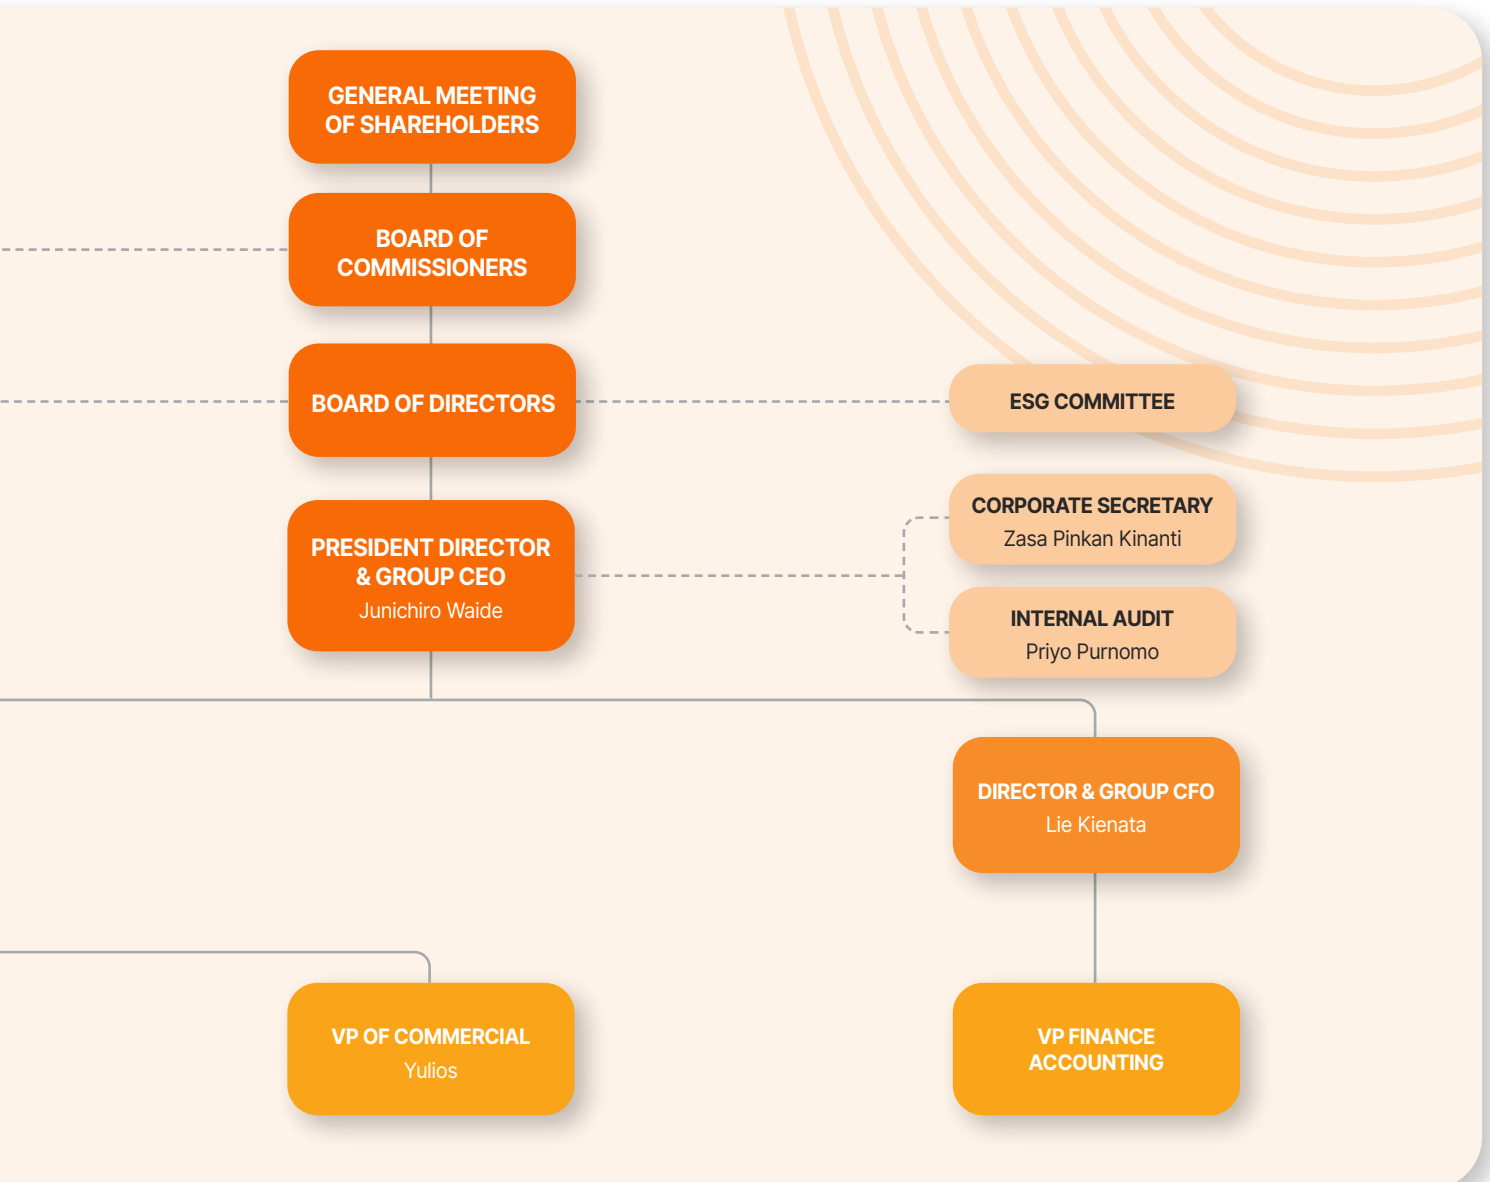 GENERAL MEETING
OF SHAREHOLDERS
BOARD OF
COMMISSIONERS
BOARD OF DIRECTORS
ESG COMMITTEE
PRESIDENT DIRECTOR
& GROUP CEO
Junichiro Waide
CORPORATE SECRETARY
Zasa Pinkan Kinanti
INTERNAL AUDIT
Priyo Purnomo
DIRECTOR & GROUP CFO
Lie Kienata
VP OF COMMERCIAL
Yulios
VP FINANCE
ACCOUNTING